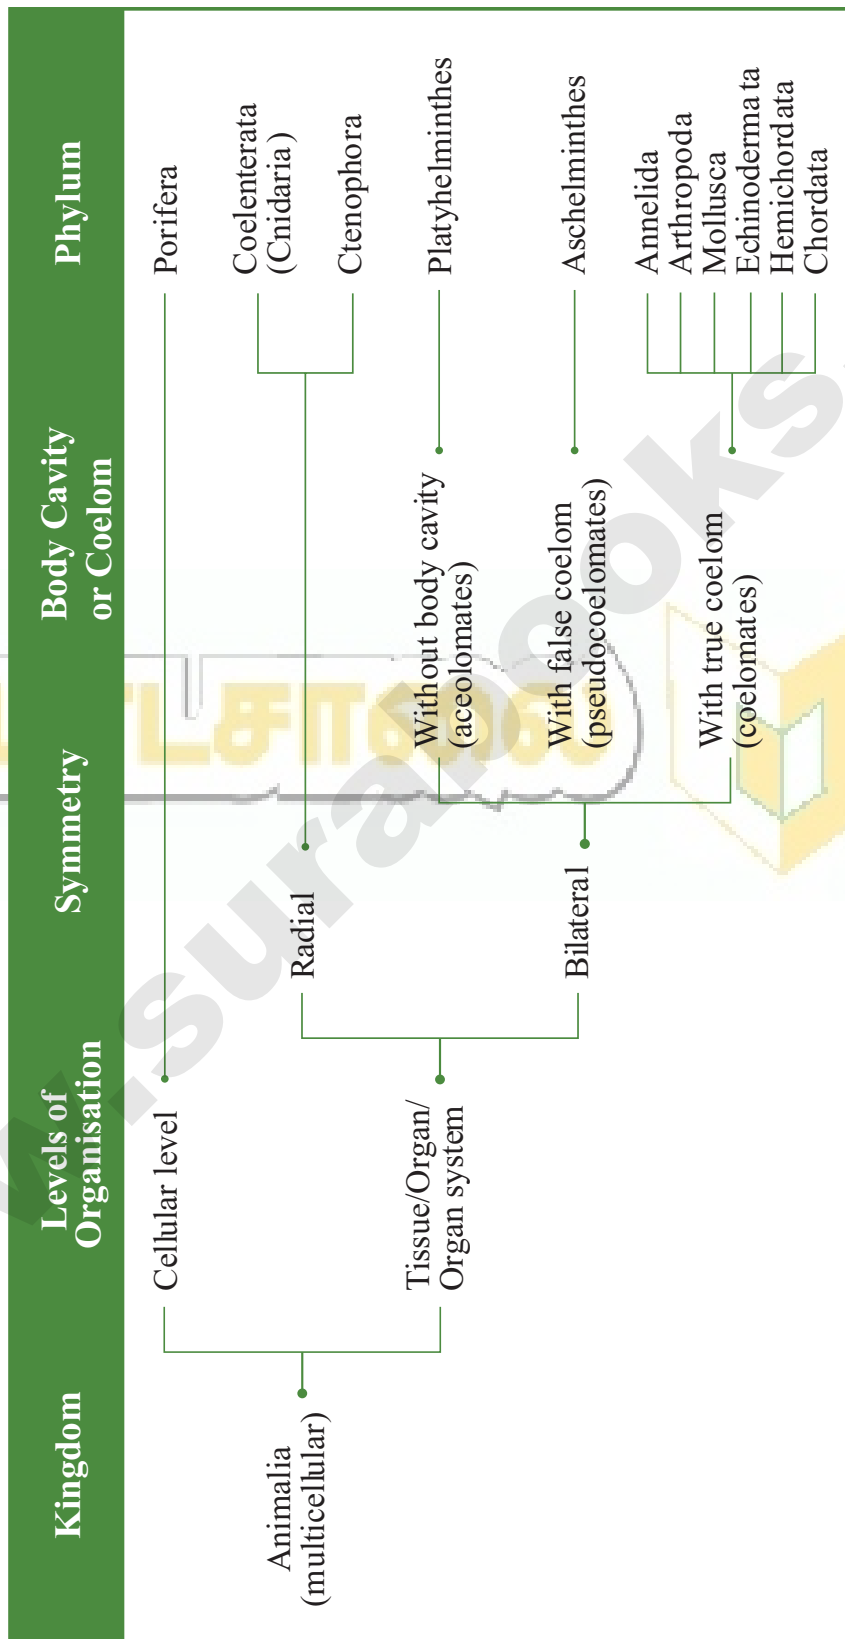 Kingdom
Levels of
Organisation
Symmetry
Body Cavity
or Coelom
Phylum
Animalia
(multicellular)
Cellular level
Tissue/Organ/
Organ system
Radial
Bilateral
Without body cavity
(aceolomates)
With false coelom
(pseudocoelomates)
With true coelom
(coelomates)
Porifera
Coelenterata
(Cnidaria )
Ctenophora
Platyhelminthes
Aschelminthes
Annelida
Arthropoda
Mollusca
Echinodermata
Hemichordata
Chordata
w.surabooks.
டசாலை